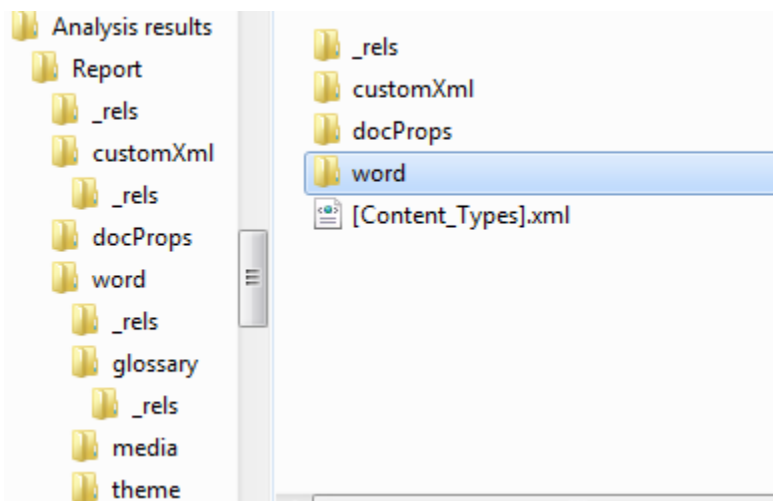 Analysis results
Report
_rels
customXml
_rels
docProps
word
_rels
glossary
_rels
media
theme
_rels
customXml
docProps
word
[Content_Types].xml